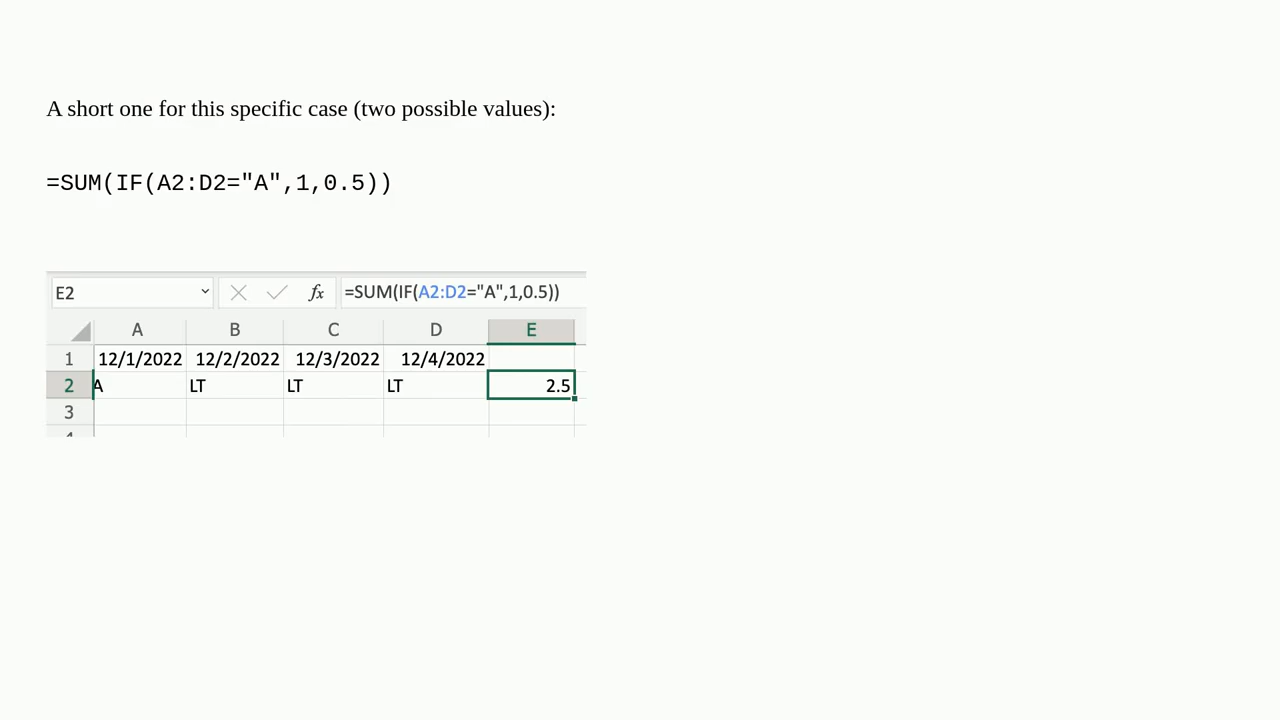 A short one for this specific case (two possible values):
=SUM(IF(A2:D2="A",1,0.5))
E2 fx =SUM(IF(A2:D2="A",1,0.5))
A B C D E
1 12/1/2022 12/2/2022 12/3/2022 12/4/2022
2 A LT LT LT 2.5
3